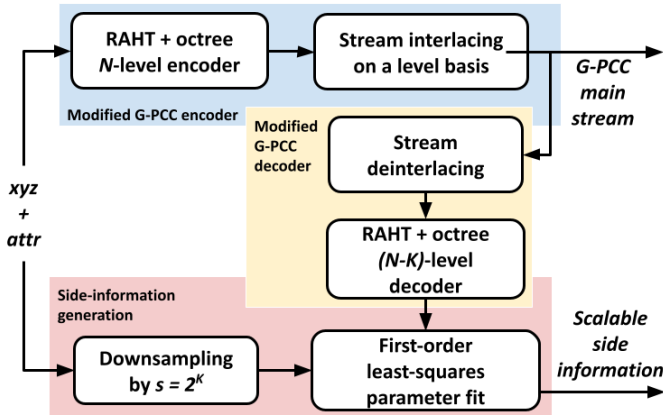 RAHT + octree
N-level encoder
Stream interlacing
on a level basis
G-PCC
main
stream
Modified G-PCC encoder
Modified
G-PCC
decoder
Stream
deinterlacing
xyz
+
attr
RAHT + octree
(N-K)-level
decoder
Side-information
generation
Downsampling
by s = 2^K
First-order
least-squares
parameter fit
Scalable
side
information